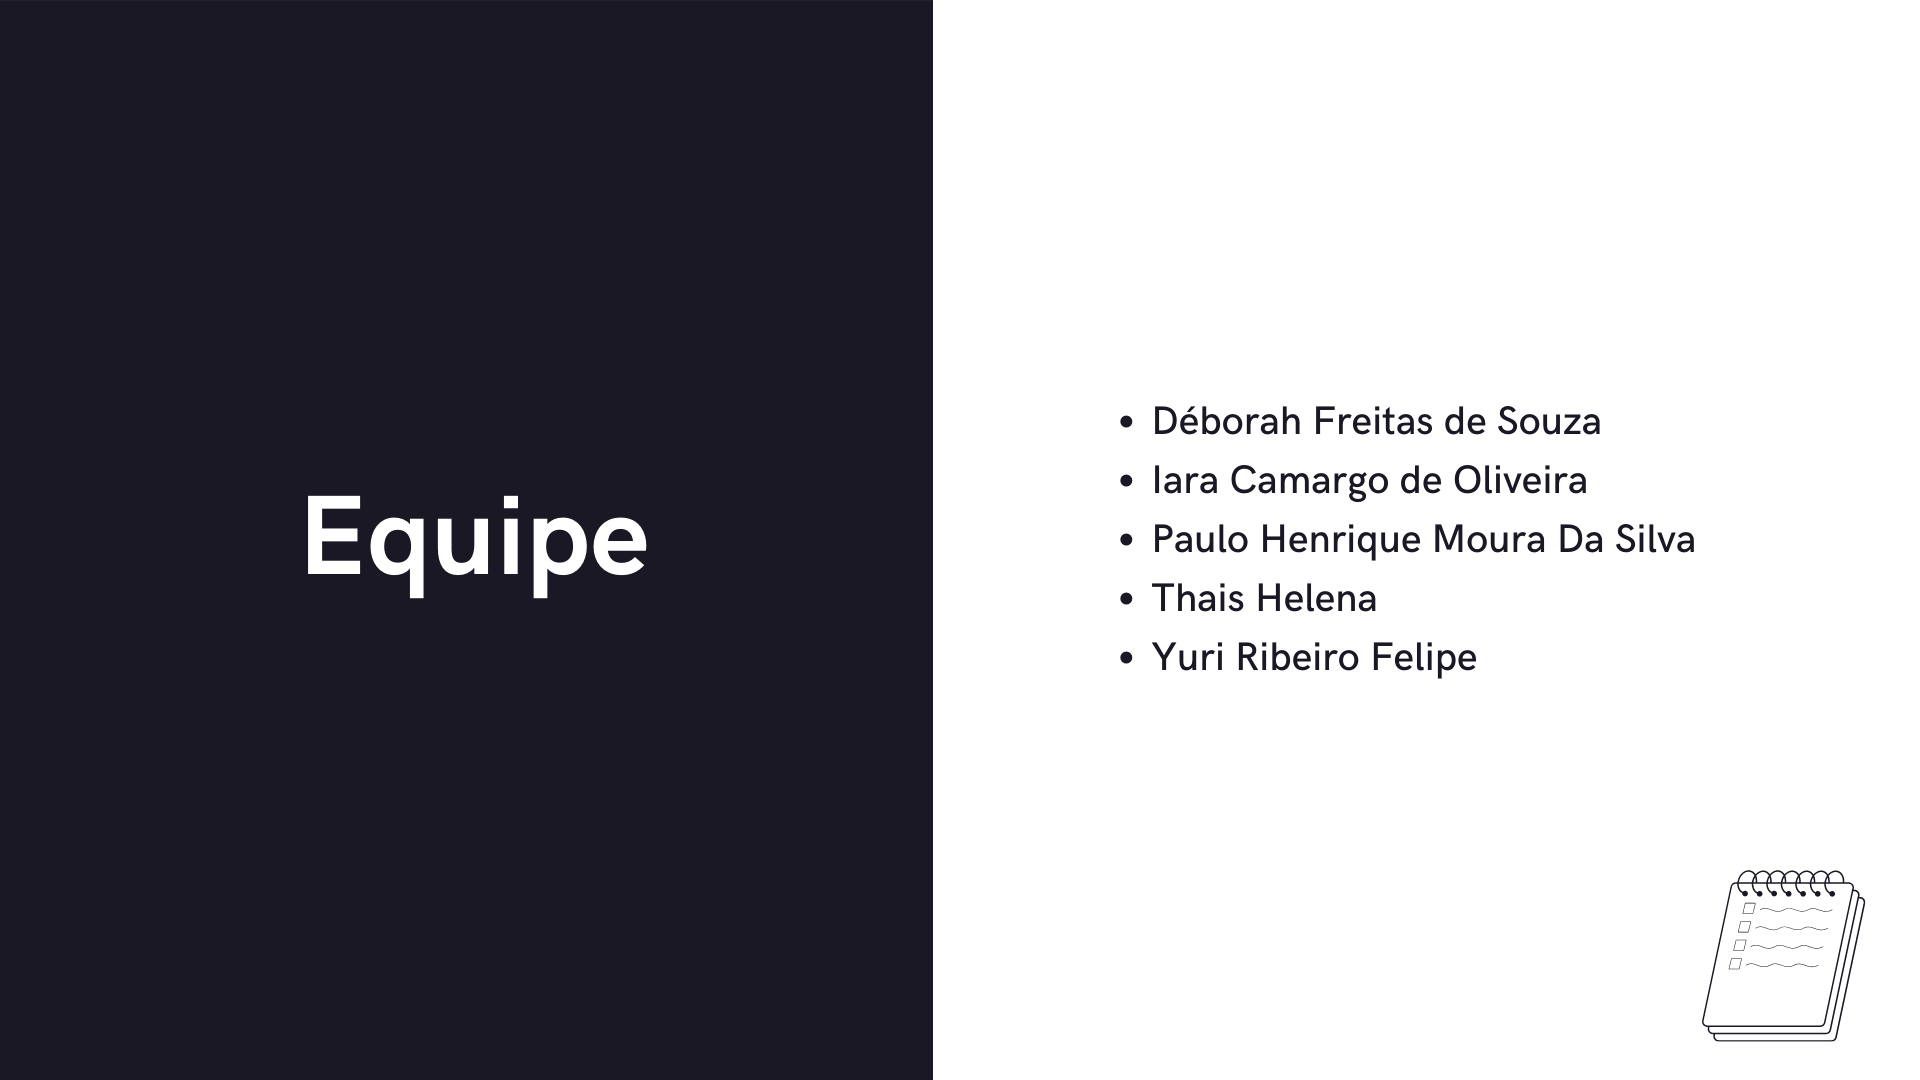 Equipe
Déborah Freitas de Souza
Iara Camargo de Oliveira
Paulo Henrique Moura Da Silva
Thais Helena
Yuri Ribeiro Felipe